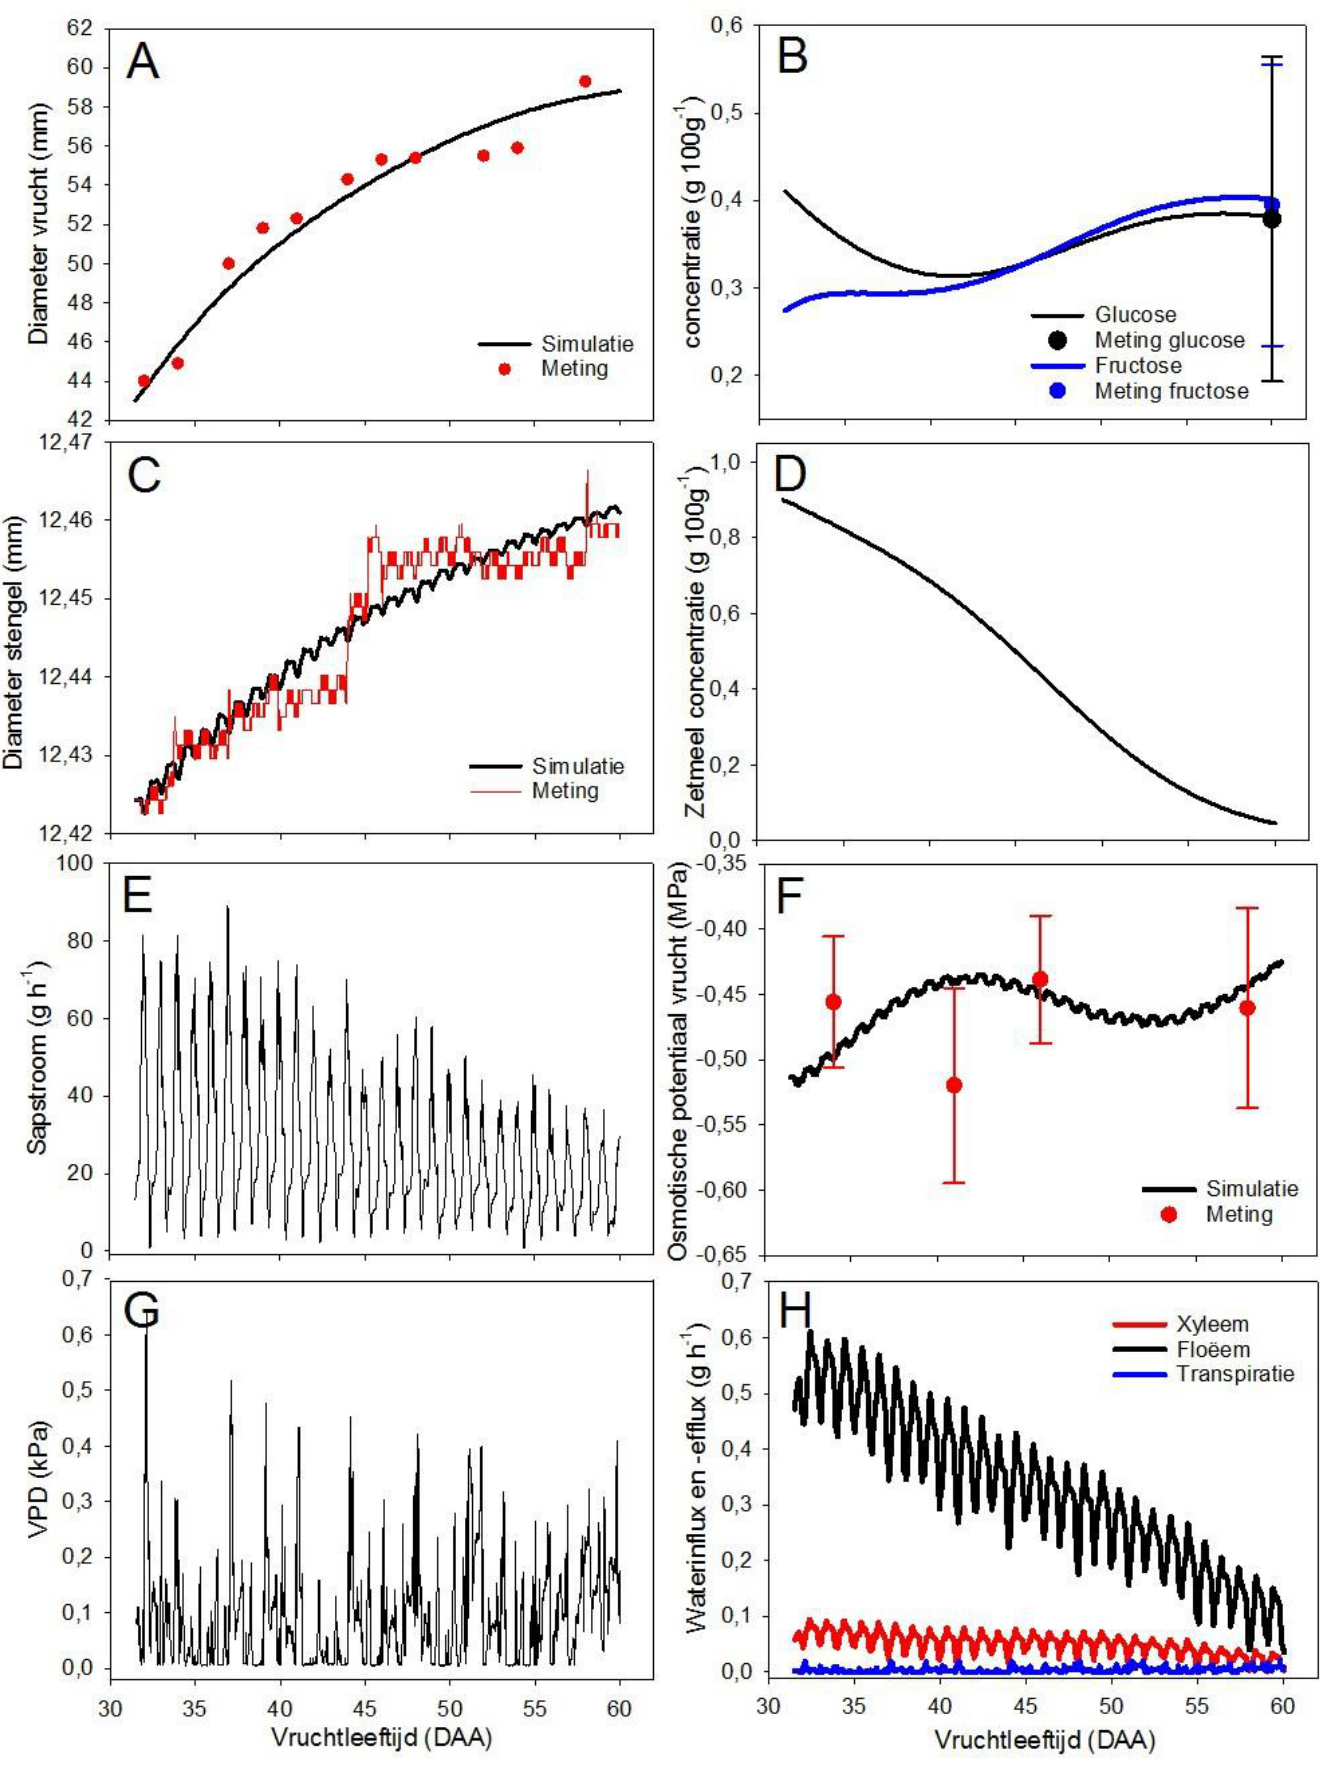 A
Diameter vrucht (mm)
62
60
58
56
54
52
50
48
46
44
42
Simulatie
Meting
B
concentratie (g 100g⁻¹)
0,6
0,5
0,4
0,3
0,2
Glucose
Meting glucose
Fructose
Meting fructose
C
Diameter stengel (mm)
12,47
12,46
12,45
12,44
12,43
12,42
Simulatie
Meting
D
Zetmeel concentratie (g 100g⁻¹)
1,0
0,8
0,6
0,4
0,2
0,0
E
Sapstroom (g h⁻¹)
100
80
60
40
20
0
F
Osmotische potentiaal vrucht (MPa)
-0,35
-0,40
-0,45
-0,50
-0,55
-0,60
-0,65
Simulatie
Meting
G
VPD (kPa)
0,7
0,6
0,5
0,4
0,3
0,2
0,1
0,0
30 35 40 45 50 55 60
Vruchtleeftijd (DAA)
H
Waterinflux en -efflux (g h⁻¹)
0,7
0,6
0,5
0,4
0,3
0,2
0,1
0,0
Xyleem
Floëem
Transpiratie
30 35 40 45 50 55 60
Vruchtleeftijd (DAA)